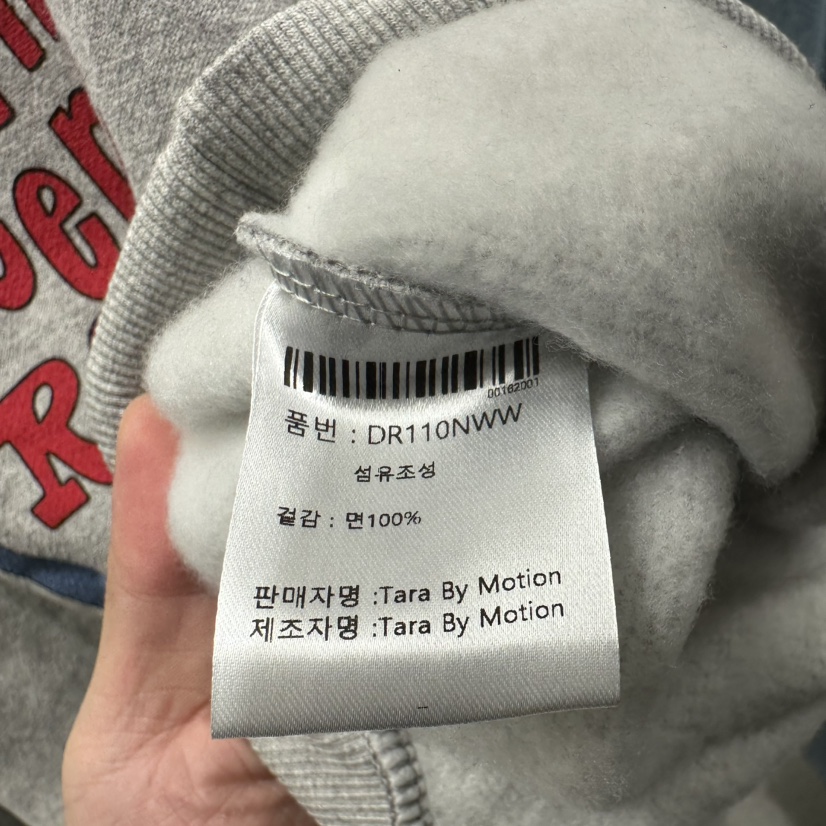 00162001
품번 : DR110NWW
섬유조성
겉감 : 면100%
판매자명 :Tara By Motion
제조자명 :Tara By Motion